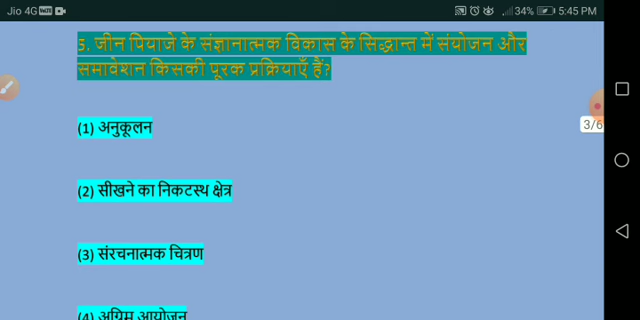 Jio 4G VoLTE 34% 5:45 PM
5. जीन पियाजे के संज्ञानात्मक विकास के सिद्धान्त में संयोजन और
समावेशन किसकी पूरक प्रक्रियाएँ हैं?
(1) अनुकूलन
3/6
(2) सीखने का निकटस्थ क्षेत्र
(3) संरचनात्मक चित्रण
(4) अग्रिम आयोजन